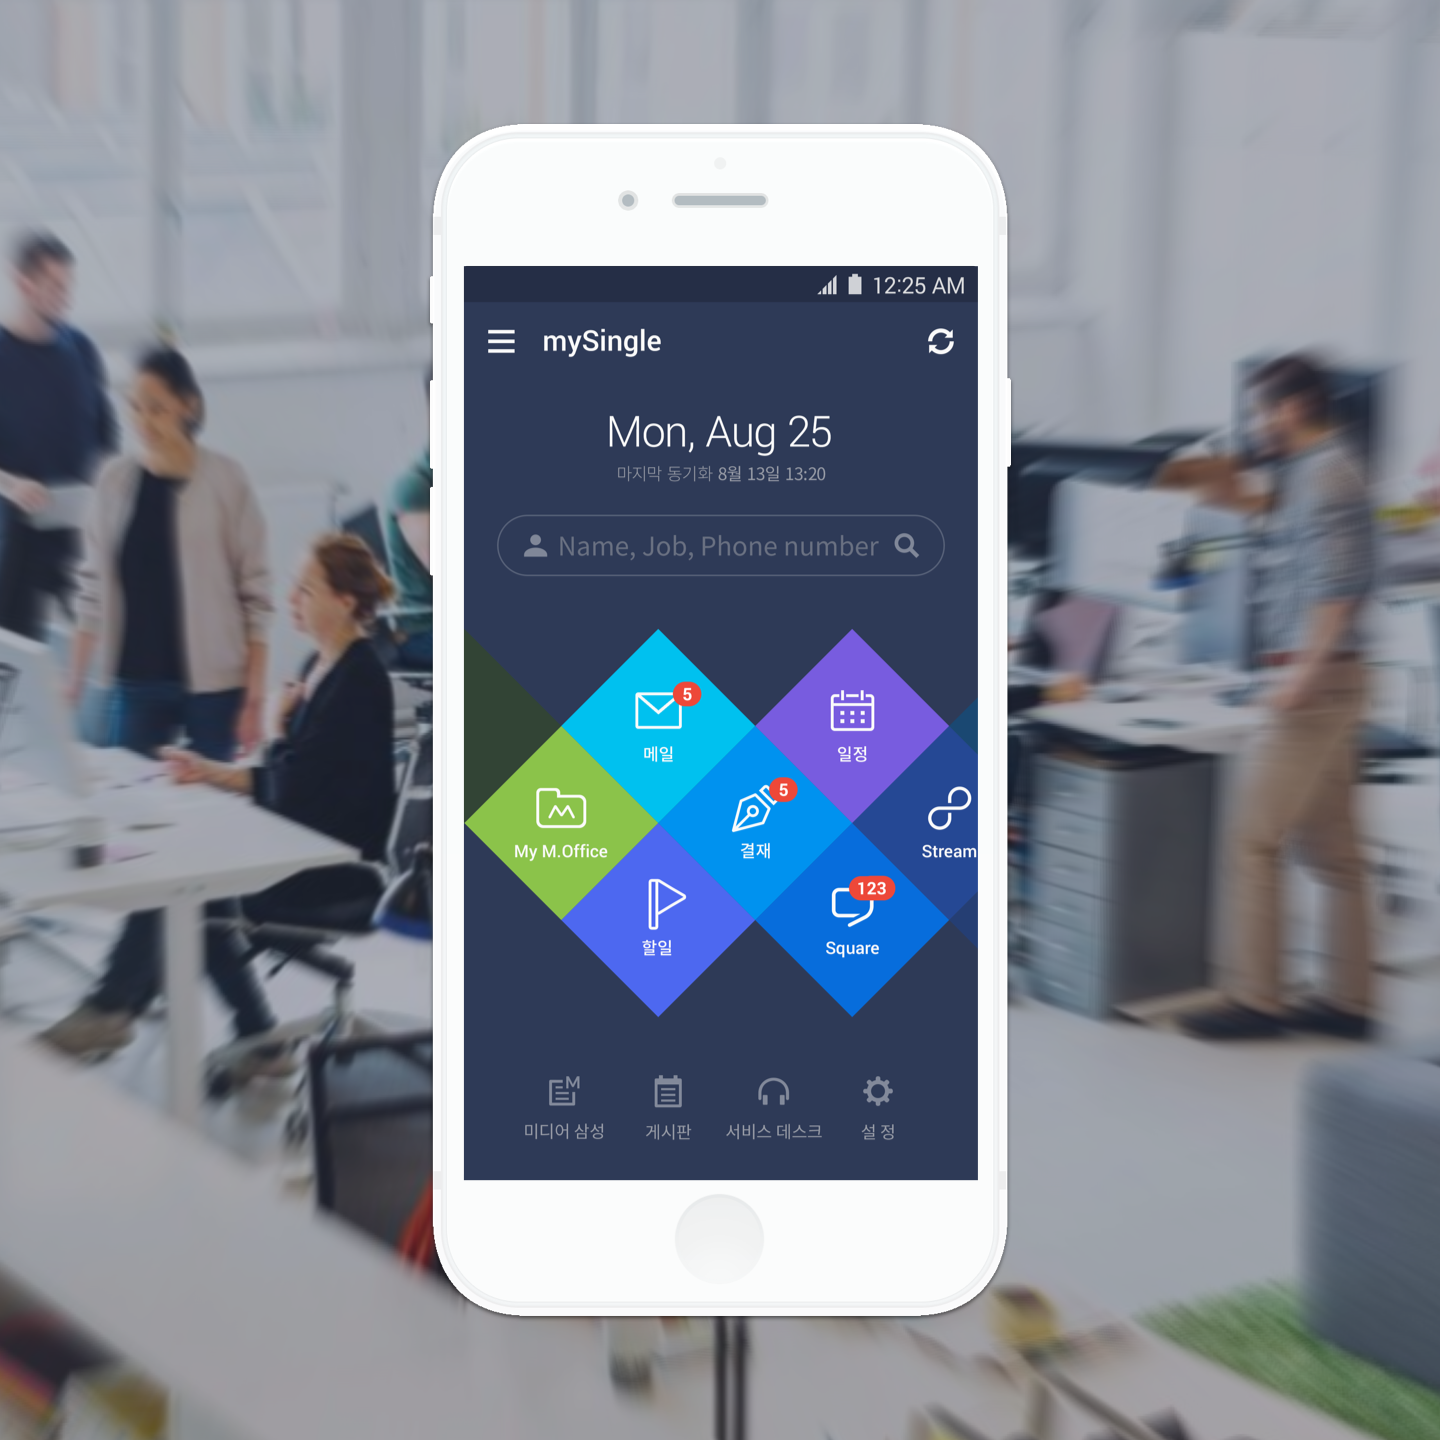 12:25 AM
mySingle
Mon, Aug 25
마지막 동기화 8월 13일 13:20
Name, Job, Phone number
5
메일
일정
5
My M.Office
결재
Stream
123
할일
Square
M
미디어 삼성
게시판
서비스 데스크
설 정